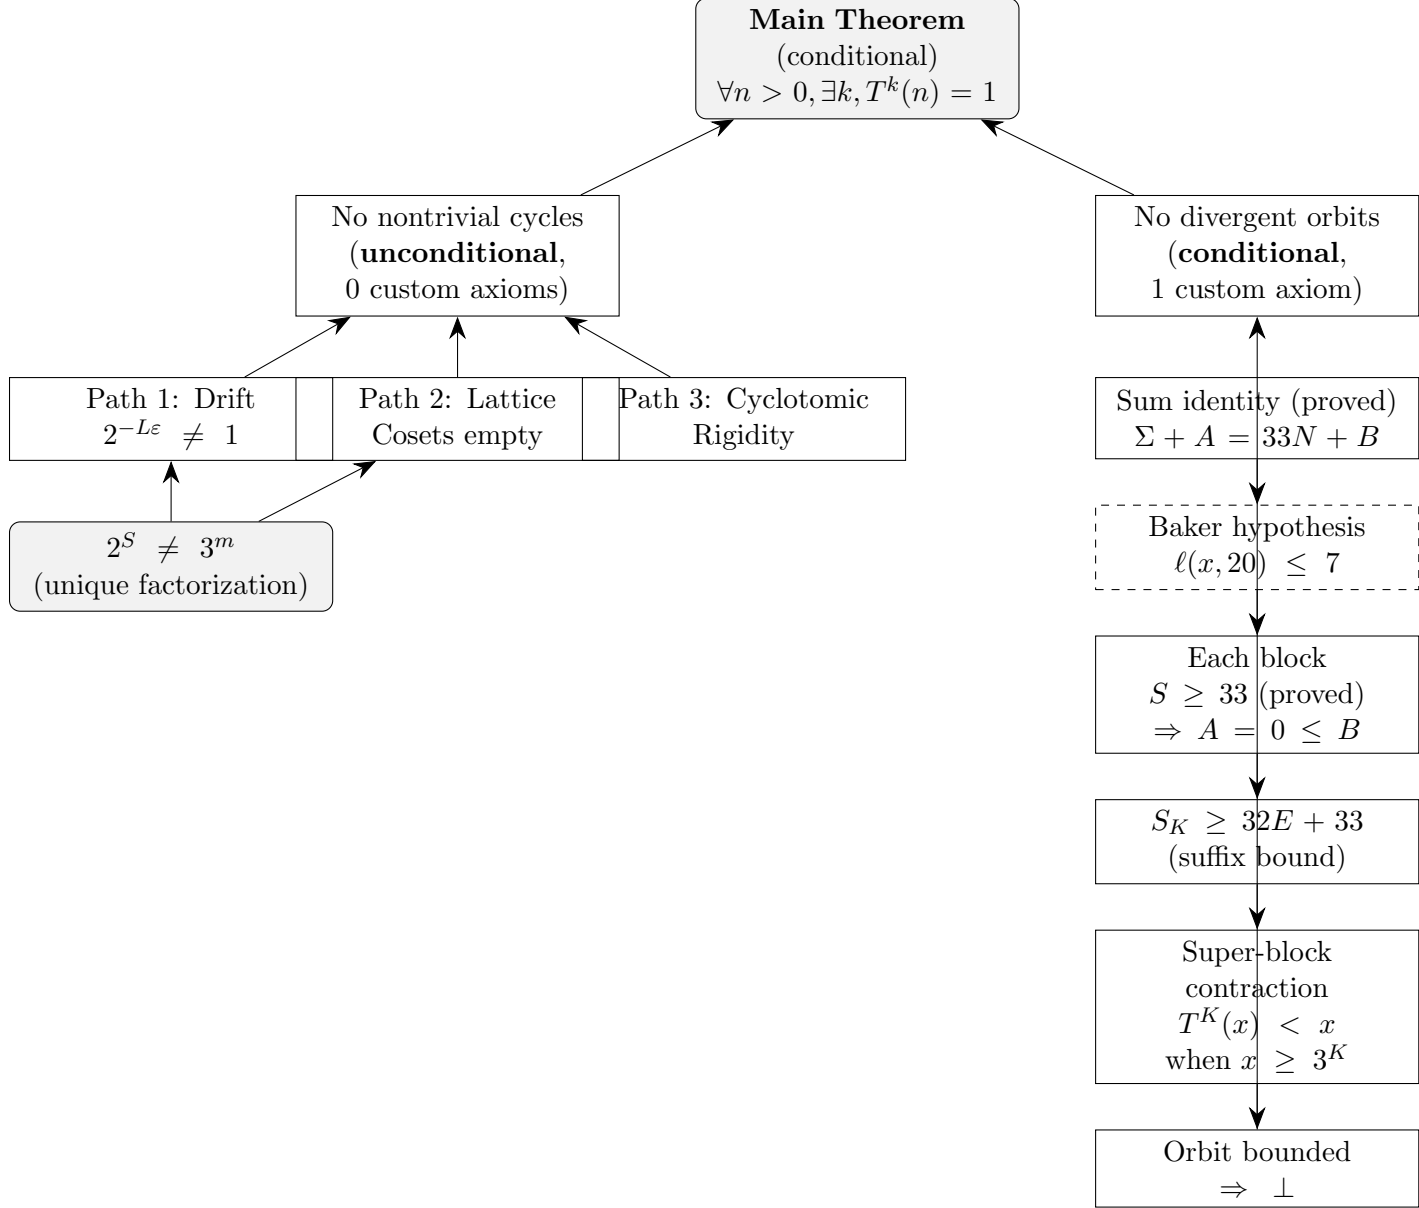 Main Theorem
(conditional)
∀n > 0, ∃k, T^k(n) = 1
No nontrivial cycles
(unconditional,
0 custom axioms)
No divergent orbits
(conditional,
1 custom axiom)
Path 1: Drift
2^{−Lε} ≠ 1
Path 2: Lattice
Cosets empty
Path 3: Cyclotomic
Rigidity
Sum identity (proved)
Σ + A = 33N + B
2^S ≠ 3^m
(unique factorization)
Baker hypothesis
ℓ(x, 20) ≤ 7
Each block
S ≥ 33 (proved)
⇒ A = 0 ≤ B
S_K ≥ 32E + 33
(suffix bound)
Super-block
contraction
T^K(x) < x
when x ≥ 3^K
Orbit bounded
⇒ ⊥